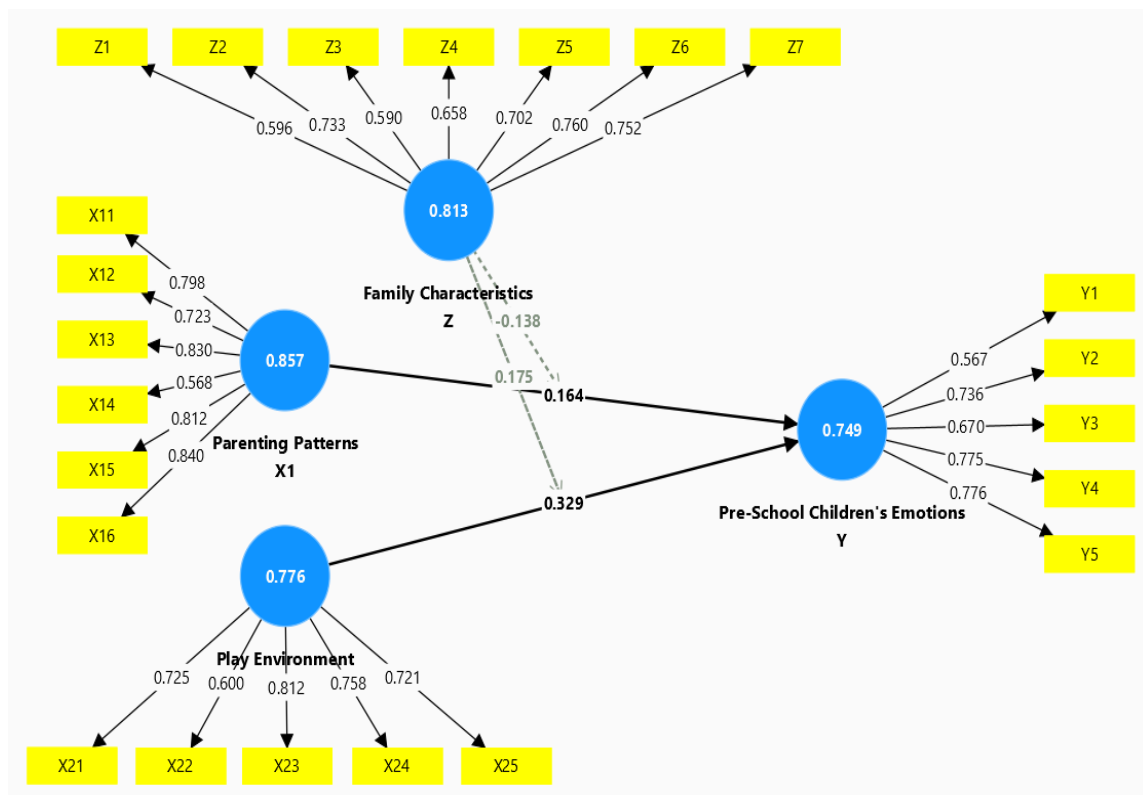 Z1 Z2 Z3 Z4 Z5 Z6 Z7
0.596 0.733 0.590 0.658 0.702 0.760 0.752
0.813
Family Characteristics
Z
-0.138
0.175
X11
X12
X13
X14
X15
X16
0.798
0.723
0.830
0.568
0.812
0.840
0.857
Parenting Patterns
X1
0.164
0.329
0.776
Play Environment
0.725 0.600 0.812 0.758 0.721
X21 X22 X23 X24 X25
0.749
Pre-School Children's Emotions
Y
0.567
0.736
0.670
0.775
0.776
Y1
Y2
Y3
Y4
Y5